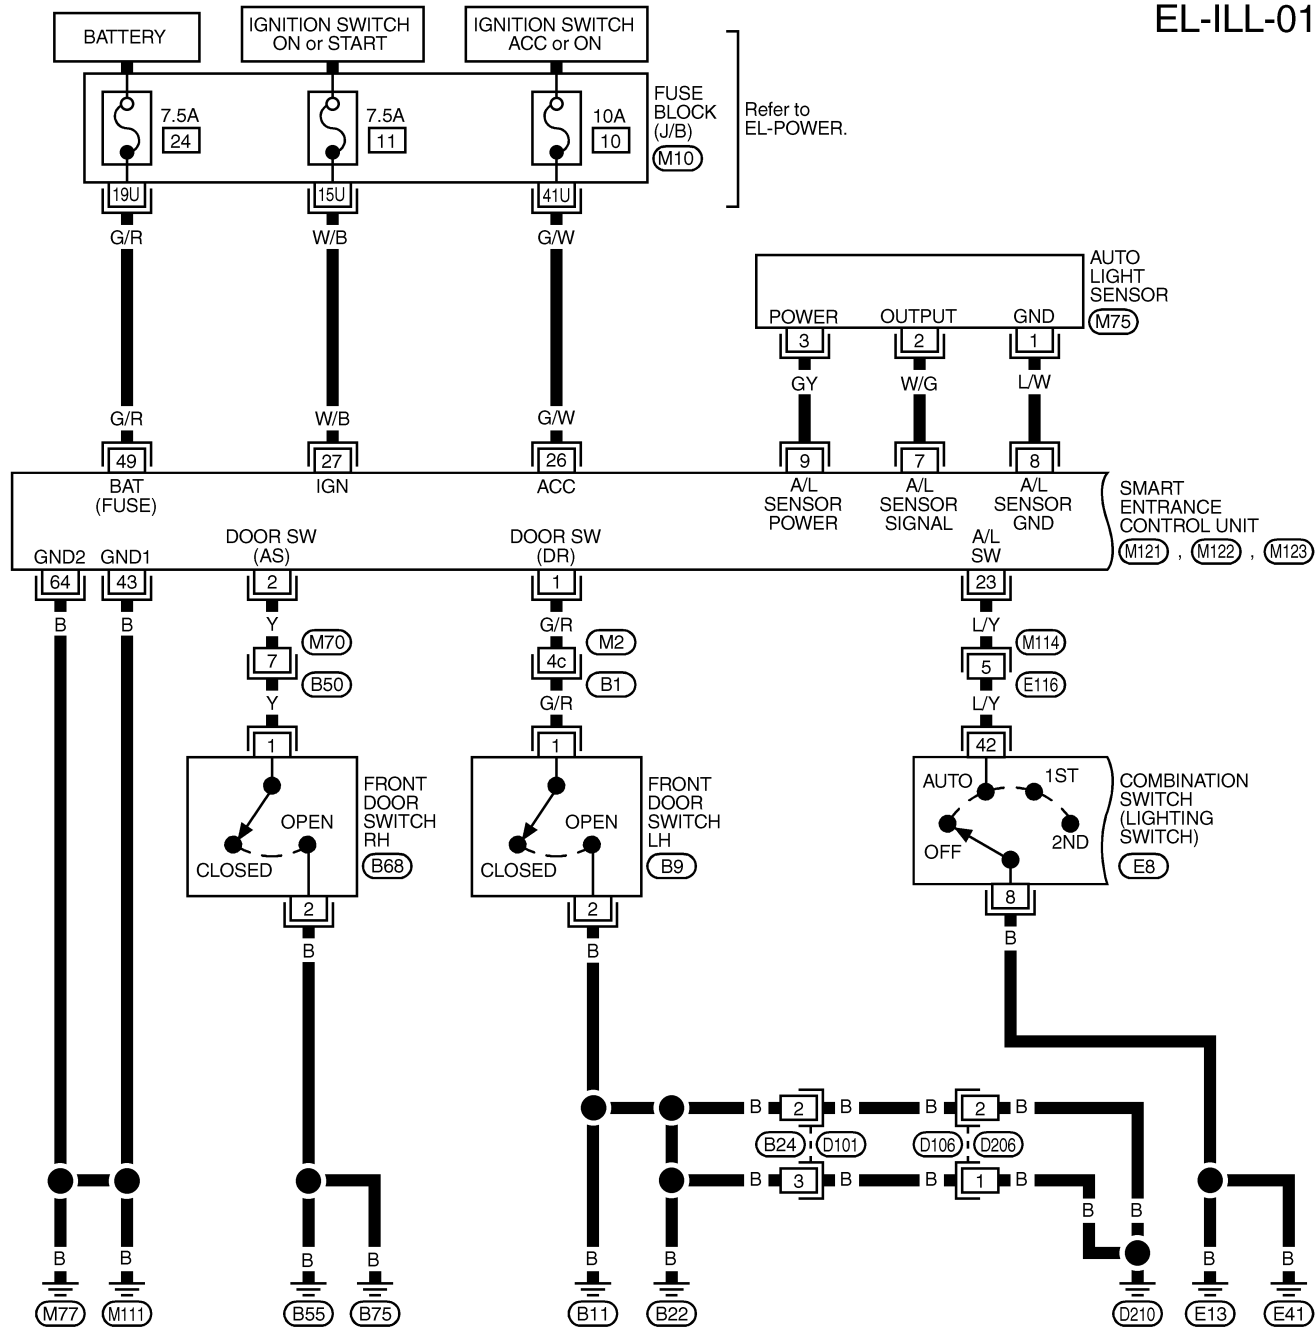 EL-ILL-01
BATTERY
IGNITION SWITCH
ON or START
IGNITION SWITCH
ACC or ON
7.5A
24
7.5A
11
10A
10
FUSE
BLOCK
(J/B)
M10
Refer to
EL-POWER.
19U
15U
41U
G/R
W/B
G/W
AUTO
LIGHT
SENSOR
M75
POWER
OUTPUT
GND
3
2
1
GY
W/G
L/W
G/R
W/B
G/W
49
27
26
9
7
8
BAT
(FUSE)
IGN
ACC
A/L
SENSOR
POWER
A/L
SENSOR
SIGNAL
A/L
SENSOR
GND
SMART
ENTRANCE
CONTROL UNIT
M121 , M122 , M123
GND2
GND1
DOOR SW
(AS)
DOOR SW
(DR)
A/L
SW
64
43
2
1
23
B
B
Y
G/R
L/Y
M70
M2
M114
7
4c
5
B50
B1
E116
Y
G/R
L/Y
1
1
42
OPEN
CLOSED
FRONT
DOOR
SWITCH
RH
B68
OPEN
CLOSED
FRONT
DOOR
SWITCH
LH
B9
AUTO
1ST
OFF
2ND
COMBINATION
SWITCH
(LIGHTING
SWITCH)
E8
2
2
8
B
B
B
B
2
B
B
2
B
B24
D101
D106
D206
B
3
B
B
1
B
B
B
B
B
B
B
B
B
B
B
M77
M111
B55
B75
B11
B22
D210
E13
E41